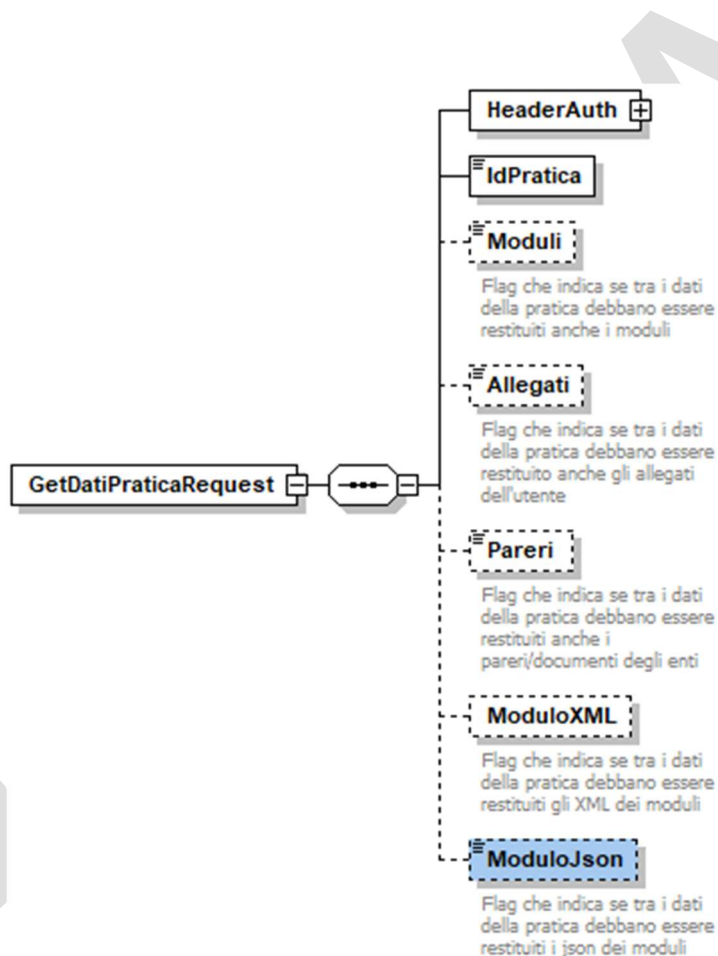 HeaderAuth
IdPratica
Moduli
Flag che indica se tra i dati
della pratica debbano essere
restituiti anche i moduli
Allegati
Flag che indica se tra i dati
della pratica debbano essere
restituito anche gli allegati
dell'utente
GetDatiPraticaRequest
Pareri
Flag che indica se tra i dati
della pratica debbano essere
restituiti anche i
pareri/documenti degli enti
ModuloXML
Flag che indica se tra i dati
della pratica debbano essere
restituiti gli XML dei moduli
ModuloJson
Flag che indica se tra i dati
della pratica debbano essere
restituiti i json dei moduli